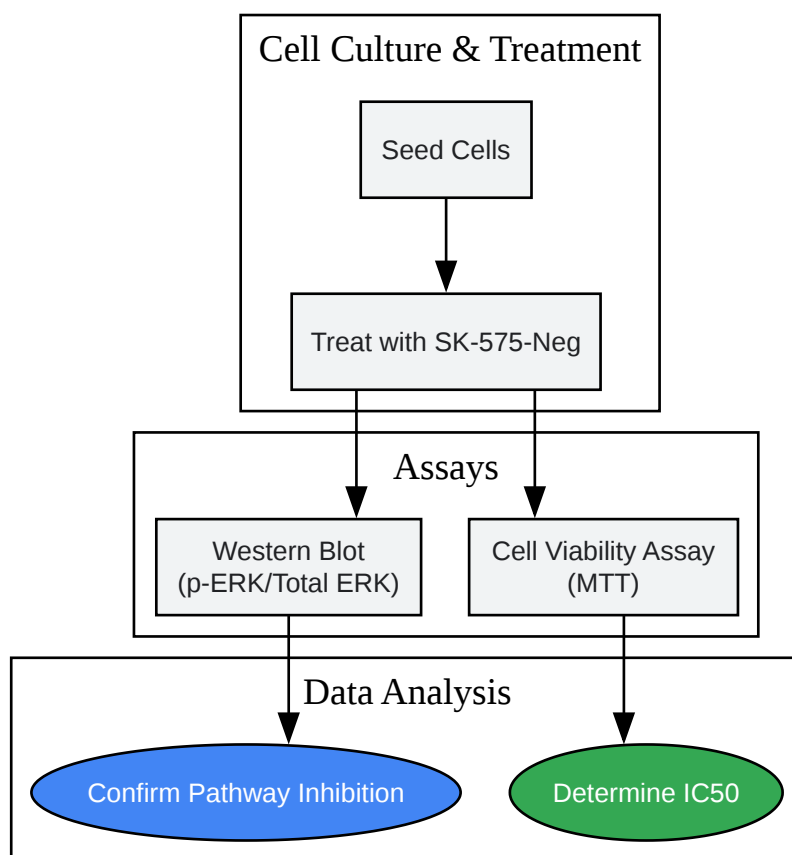 Cell Culture & Treatment
Seed Cells
Treat with SK-575-Neg
Assays
Western Blot
(p-ERK/Total ERK)
Cell Viability Assay
(MTT)
Data Analysis
Confirm Pathway Inhibition
Determine IC50